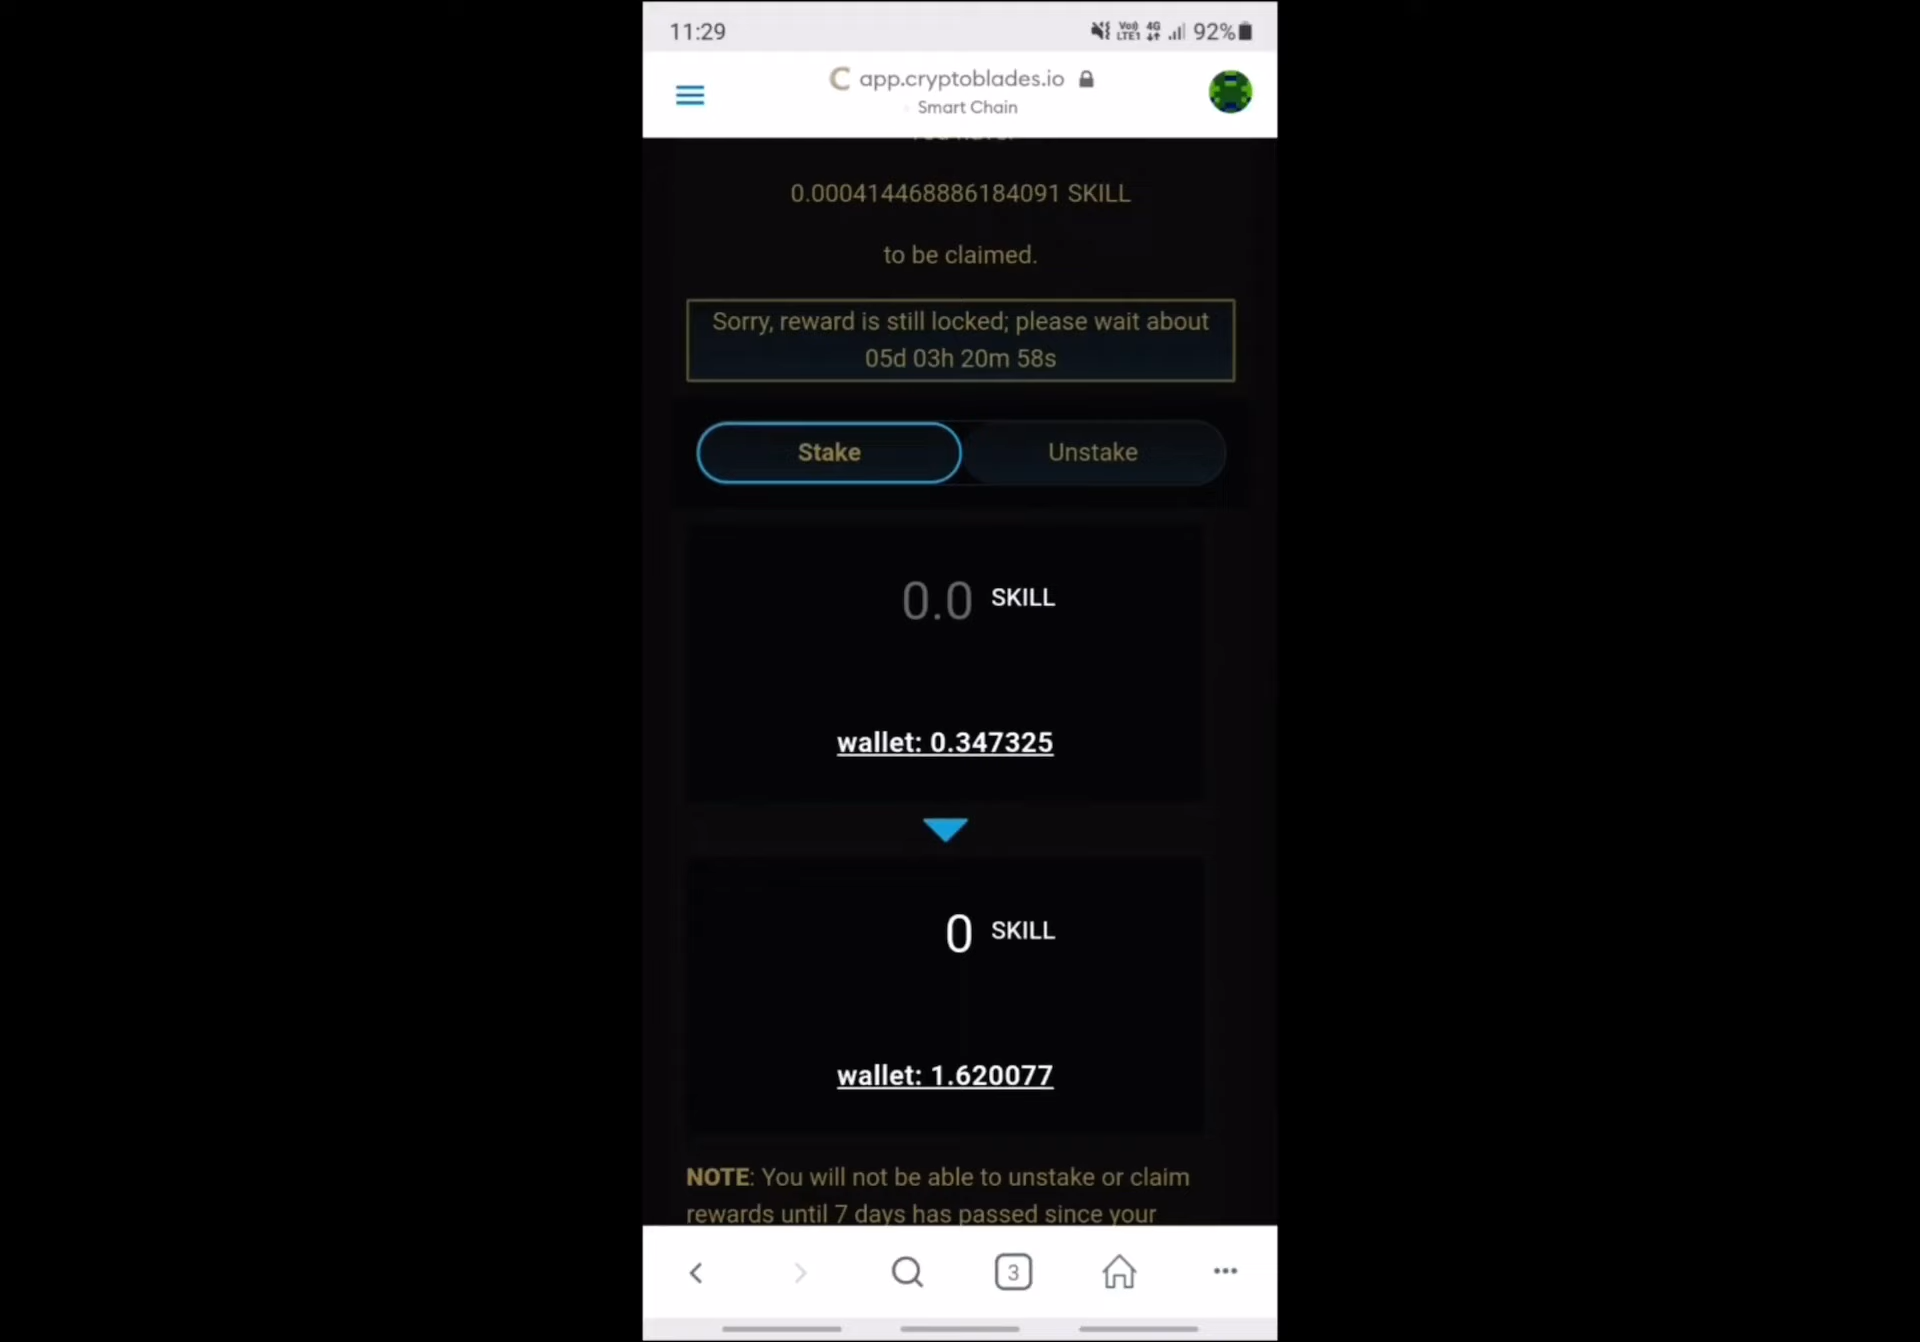 11:29
Vo) LTE1 4G 92%
app.cryptoblades.io
Smart Chain
0.000414468886184091 SKILL
to be claimed.
Sorry, reward is still locked; please wait about
05d 03h 20m 58s
Stake Unstake
0.0 SKILL
wallet: 0.347325
0 SKILL
wallet: 1.620077
NOTE: You will not be able to unstake or claim
rewards until 7 days has passed since your
3